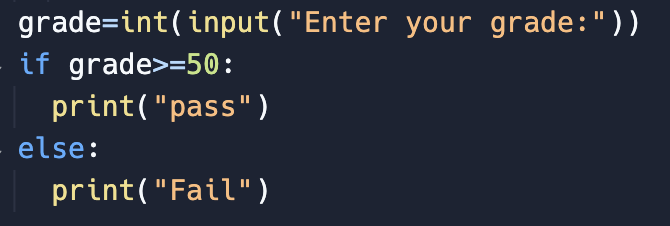 grade=int(input("Enter your grade:"))
if grade>=50:
  print("pass")
else:
  print("Fail")